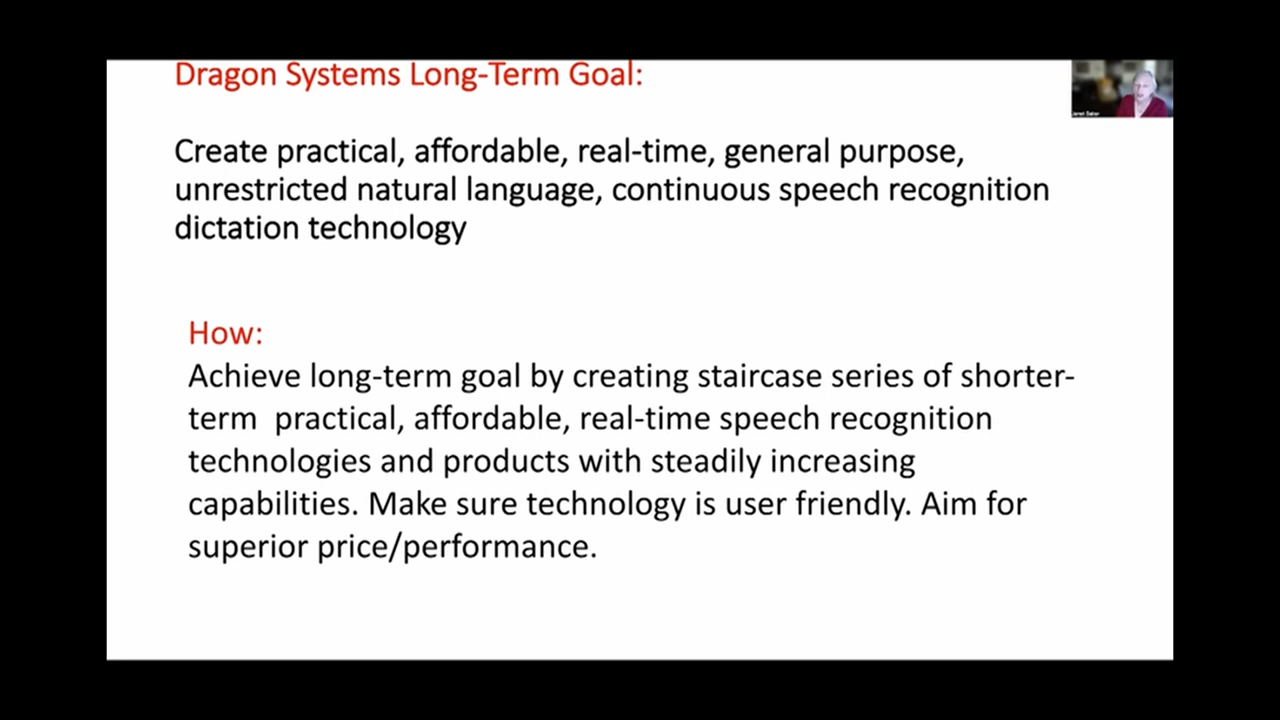 Dragon Systems Long-Term Goal:
Create practical, affordable, real-time, general purpose,
unrestricted natural language, continuous speech recognition
dictation technology
How:
Achieve long-term goal by creating staircase series of shorter-
term practical, affordable, real-time speech recognition
technologies and products with steadily increasing
capabilities. Make sure technology is user friendly. Aim for
superior price/performance.
Janet Baker